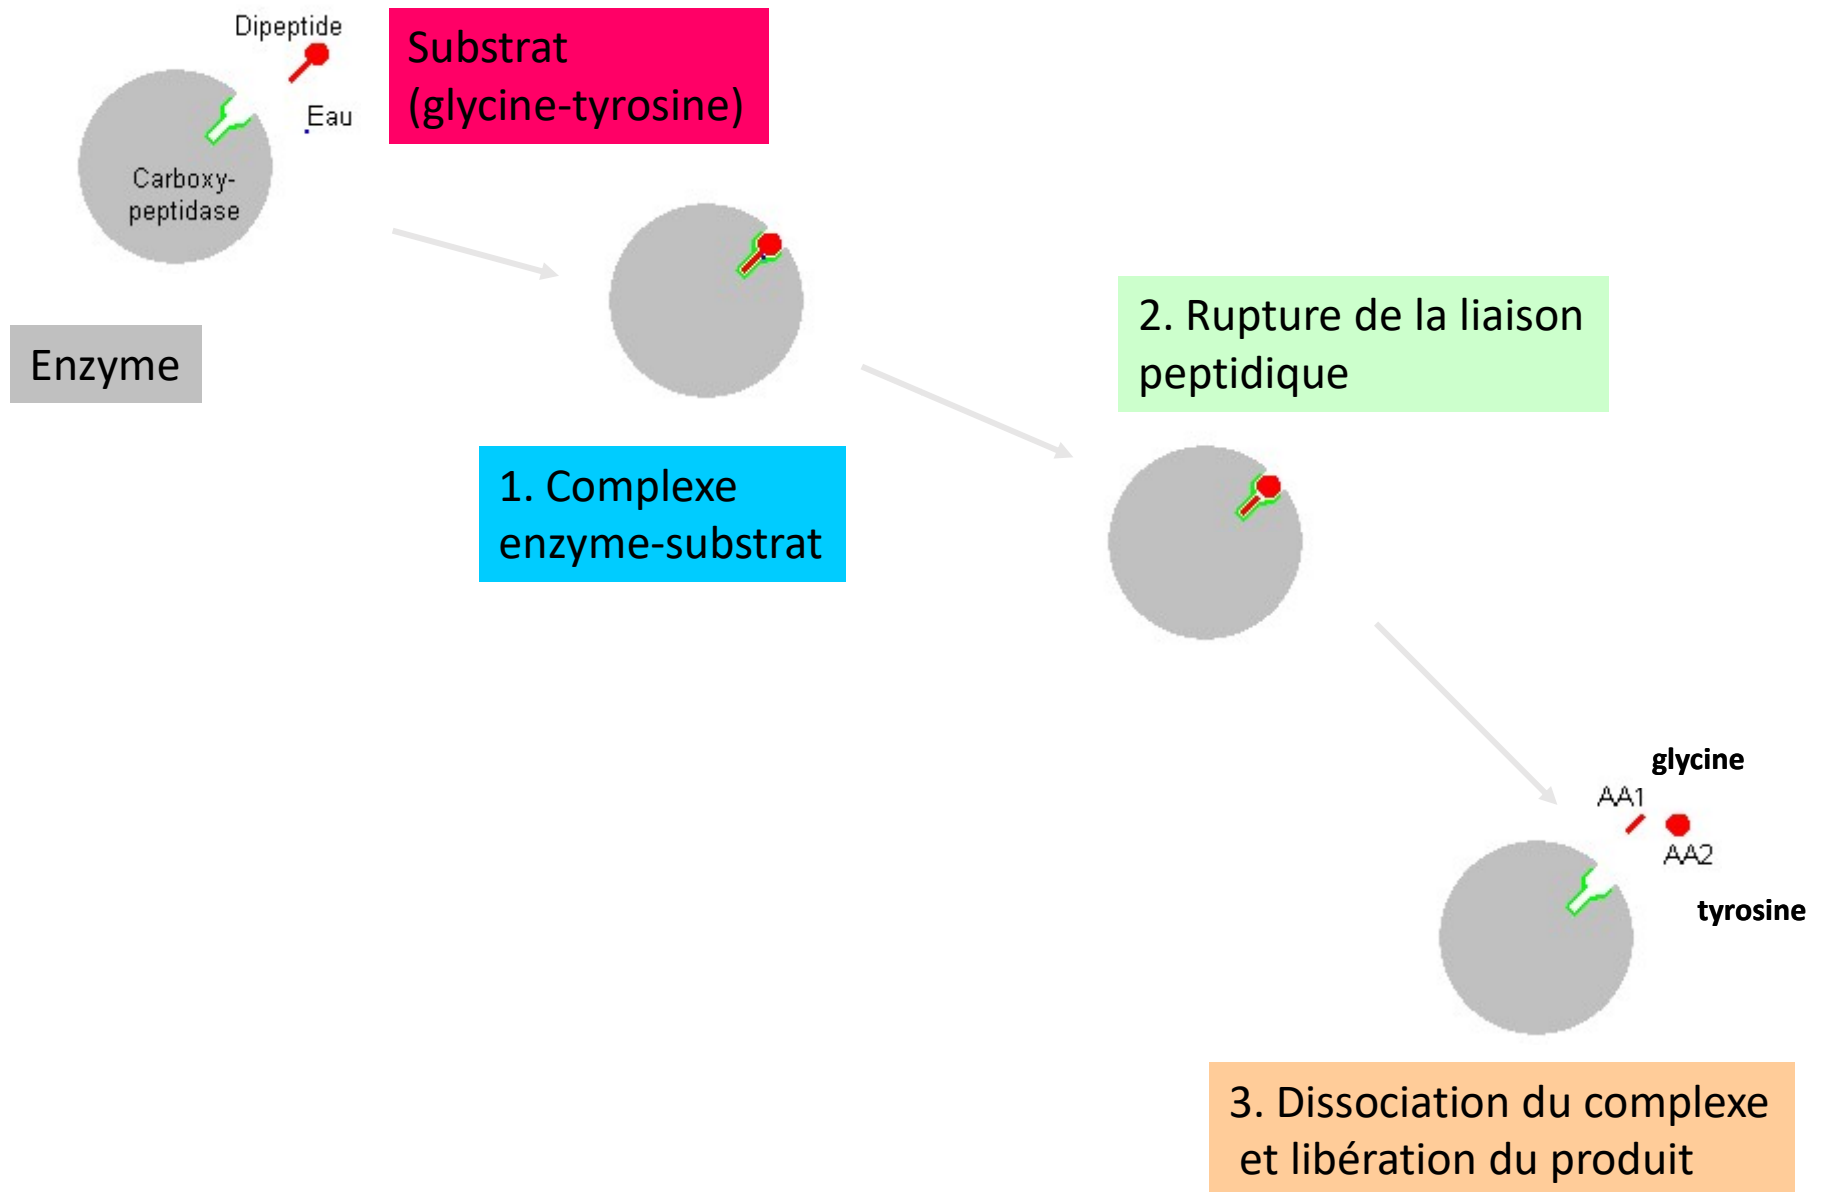 Dipeptide
Eau
Carboxy-
peptidase
Substrat
(glycine-tyrosine)
Enzyme
1. Complexe
enzyme-substrat
2. Rupture de la liaison
peptidique
glycine
AA1
AA2
tyrosine
3. Dissociation du complexe
et libération du produit